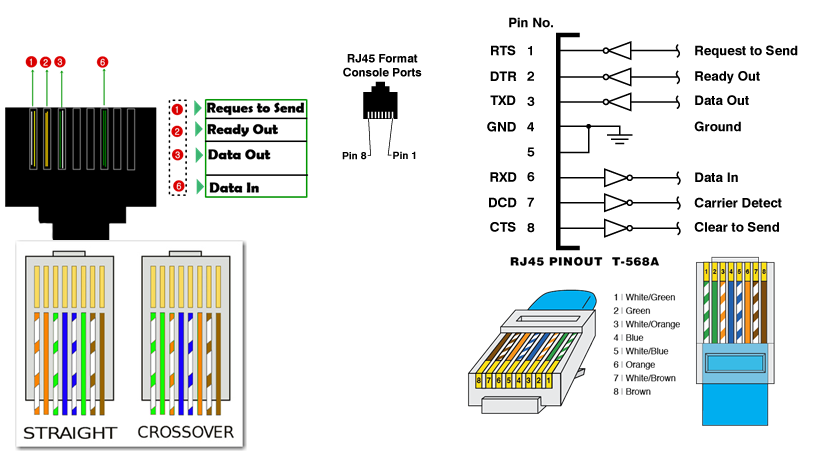 1 2 3 6
1 Reques to Send
2 Ready Out
3 Data Out
6 Data In
RJ45 Format
Console Ports
Pin 8 Pin 1
Pin No.
RTS 1 Request to Send
DTR 2 Ready Out
TXD 3 Data Out
GND 4 Ground
5
RXD 6 Data In
DCD 7 Carrier Detect
CTS 8 Clear to Send
STRAIGHT CROSSOVER
RJ45 PINOUT T-568A
1 | White/Green
2 | Green
3 | White/Orange
4 | Blue
5 | White/Blue
6 | Orange
7 | White/Brown
8 | Brown
8 7 6 5 4 3 2 1
1 2 3 4 5 6 7 8